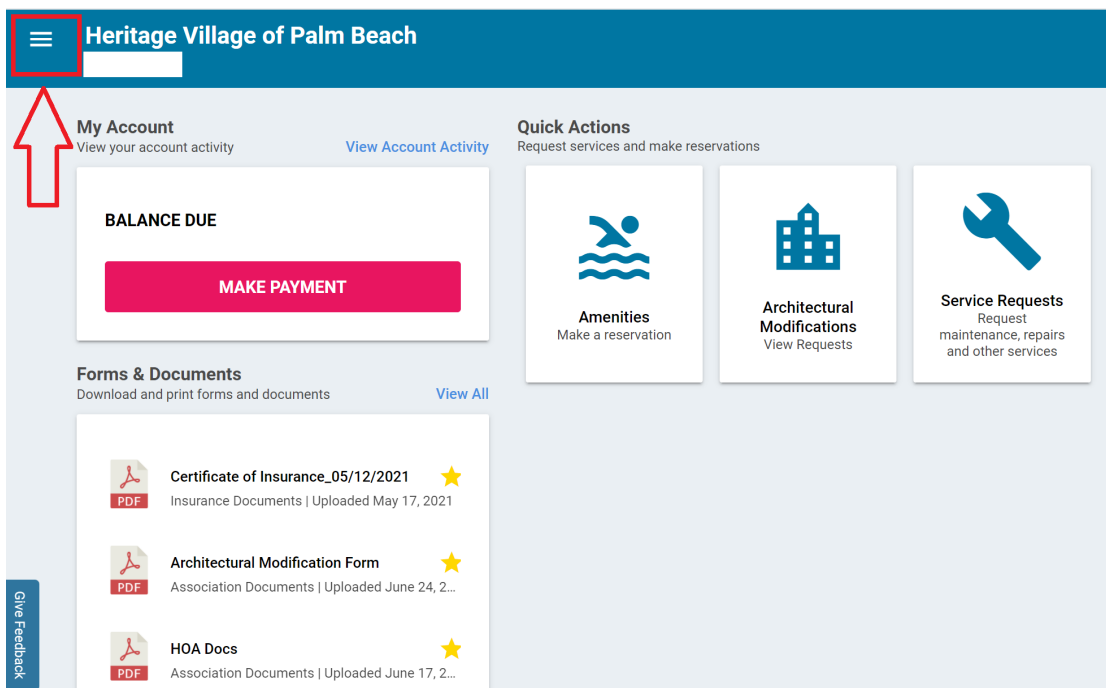 Heritage Village of Palm Beach
My Account
View your account activity
View Account Activity
BALANCE DUE
MAKE PAYMENT
Quick Actions
Request services and make reservations
Amenities
Make a reservation
Architectural
Modifications
View Requests
Service Requests
Request
maintenance, repairs
and other services
Forms & Documents
Download and print forms and documents
View All
PDF
Certificate of Insurance_05/12/2021
Insurance Documents | Uploaded May 17, 2021
PDF
Architectural Modification Form
Association Documents | Uploaded June 24, 2...
PDF
HOA Docs
Association Documents | Uploaded June 17, 2...
Give Feedback